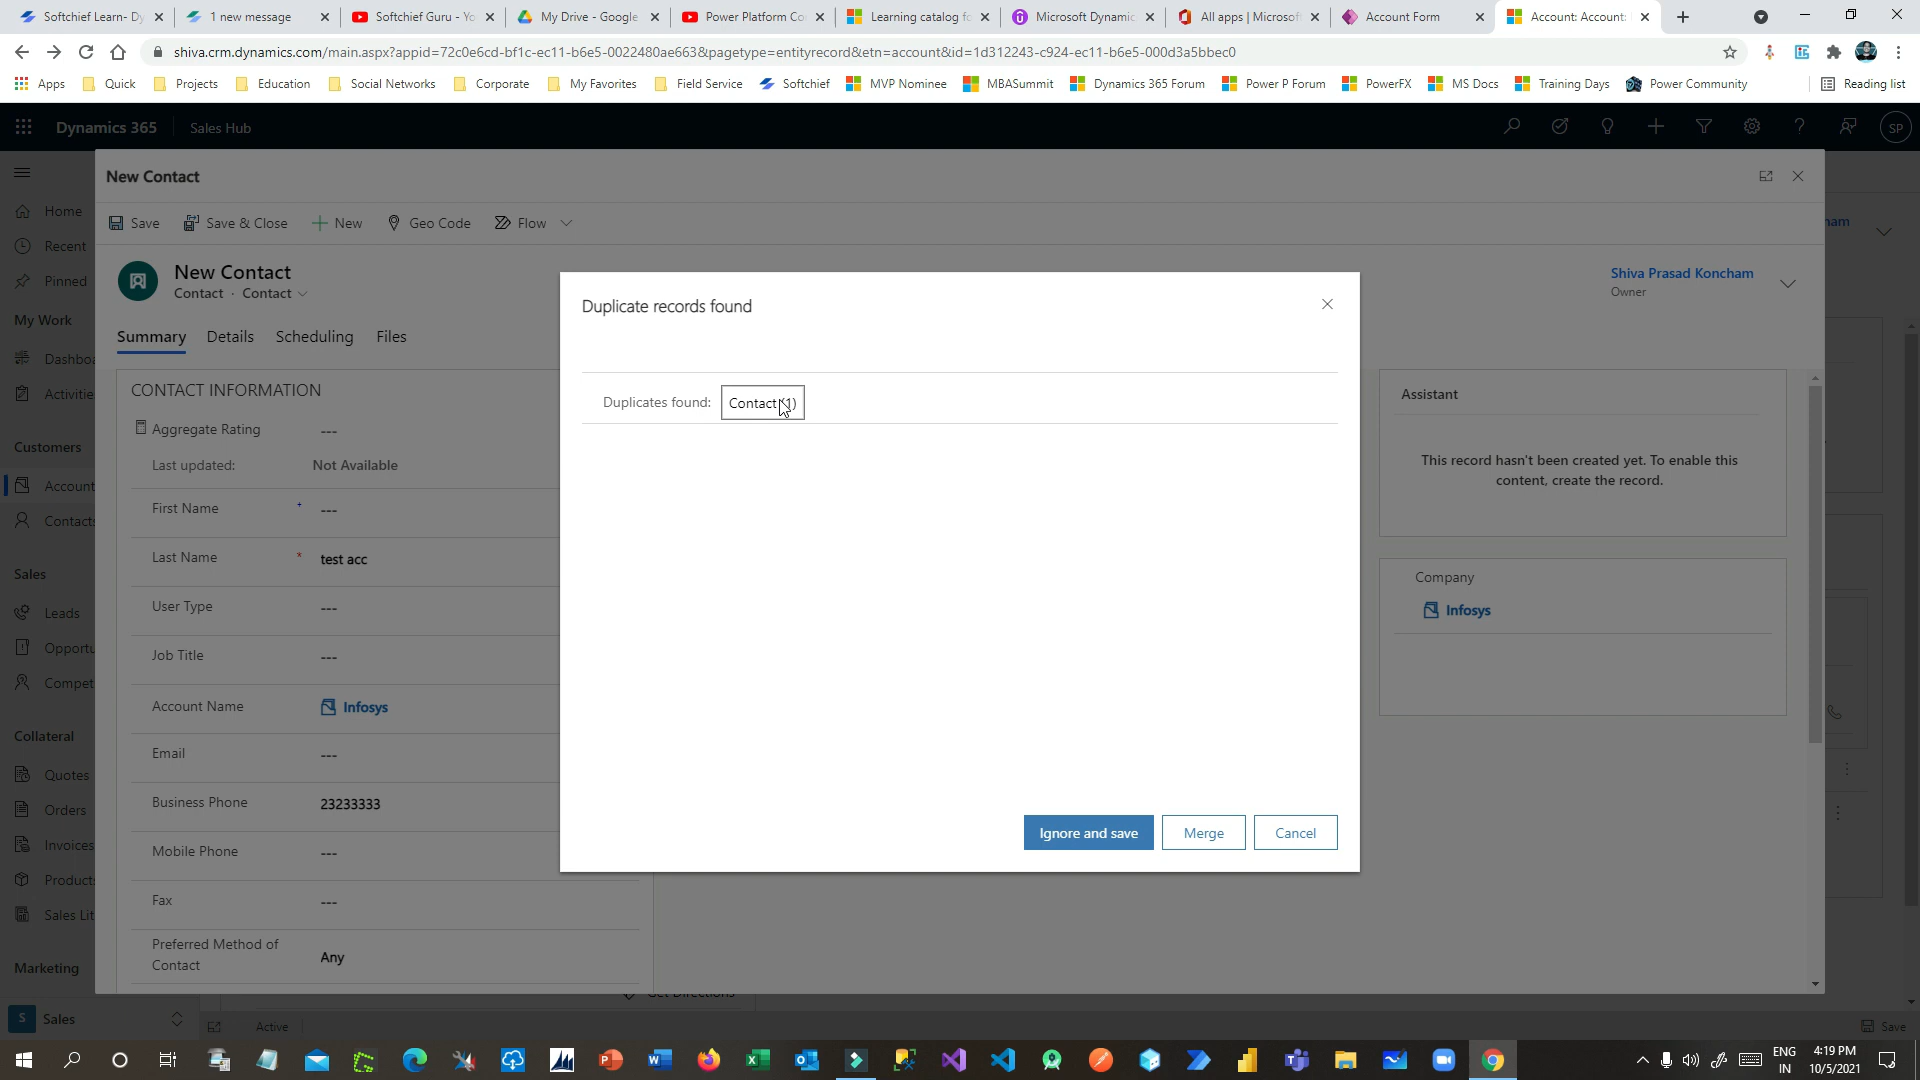 Softchief Learn- Dy
1 new message
Softchief Guru - Yo
My Drive - Google
Power Platform Co
Learning catalog fo
Microsoft Dynamic
All apps | Microsof
Account Form
Account: Account:
shiva.crm.dynamics.com/main.aspx?appid=72c0e6cd-bf1c-ec11-b6e5-0022480ae663&pagetype=entityrecord&etn=account&id=1d312243-c924-ec11-b6e5-000d3a5bbec0
Apps Quick Projects Education Social Networks Corporate My Favorites Field Service Softchief MVP Nominee MBASummit Dynamics 365 Forum Power P Forum PowerFX MS Docs Training Days Power Community Reading list
Dynamics 365 Sales Hub SP
New Contact
Save Save & Close New Geo Code Flow
New Contact
Contact · Contact
Shiva Prasad Koncham
Owner
ham
Summary Details Scheduling Files
Home
Recent
Pinned
My Work
Dashbo
Activitie
Customers
Account
Contacts
Sales
Leads
Opportu
Compet
Collateral
Quotes
Orders
Invoices
Product
Sales Lit
Marketing
S Sales
CONTACT INFORMATION
Aggregate Rating ---
Last updated: Not Available
First Name + ---
Last Name * test acc
User Type ---
Job Title ---
Account Name Infosys
Email ---
Business Phone 23233333
Mobile Phone ---
Fax ---
Preferred Method of
Contact
Any
Duplicate records found
Duplicates found: Contact (1)
Ignore and save Merge Cancel
Assistant
This record hasn't been created yet. To enable this
content, create the record.
Company
Infosys
Get Directions
Active
Save
ENG
IN
4:19 PM
10/5/2021